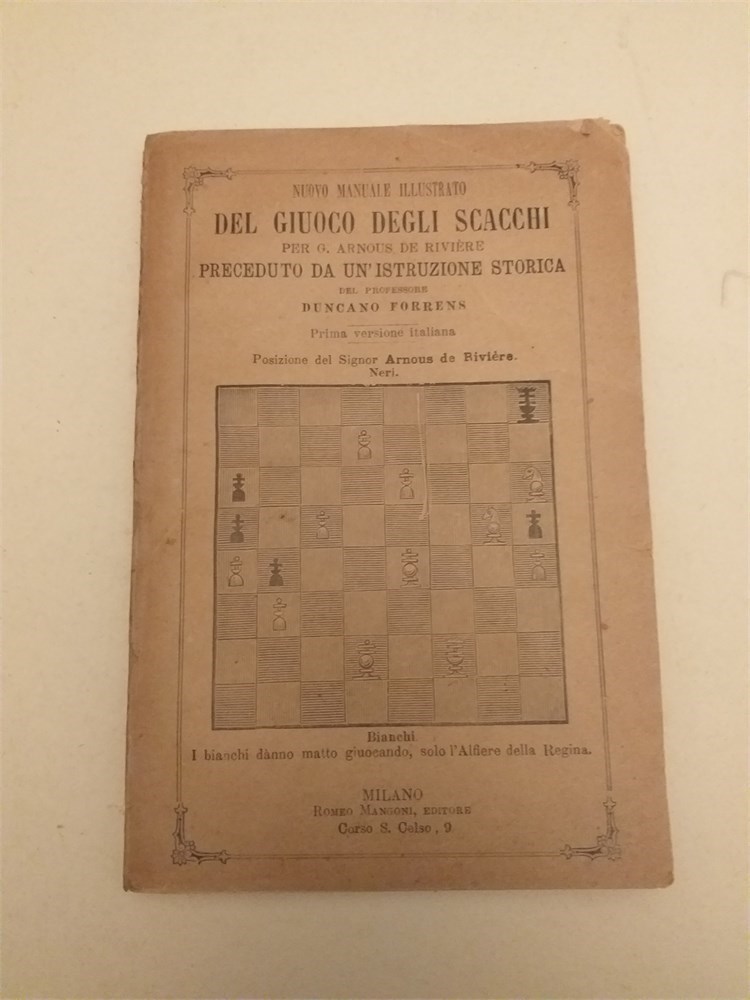 NUOVO MANUALE ILLUSTRATO
DEL GIUOCO DEGLI SCACCHI
PER G. ARNOUS DE RIVIÈRE
PRECEDUTO DA UN'ISTRUZIONE STORICA
DEL PROFESSORE
DUNCANO FORRENS
Prima versione italiana
Posizione del Signor Arnous de Riviére.
Neri.
Bianchi.
I bianchi dànno matto giuocando, solo l'Alfiere della Regina.
MILANO
ROMEO MANGONI, EDITORE
Corso S. Celso, 9